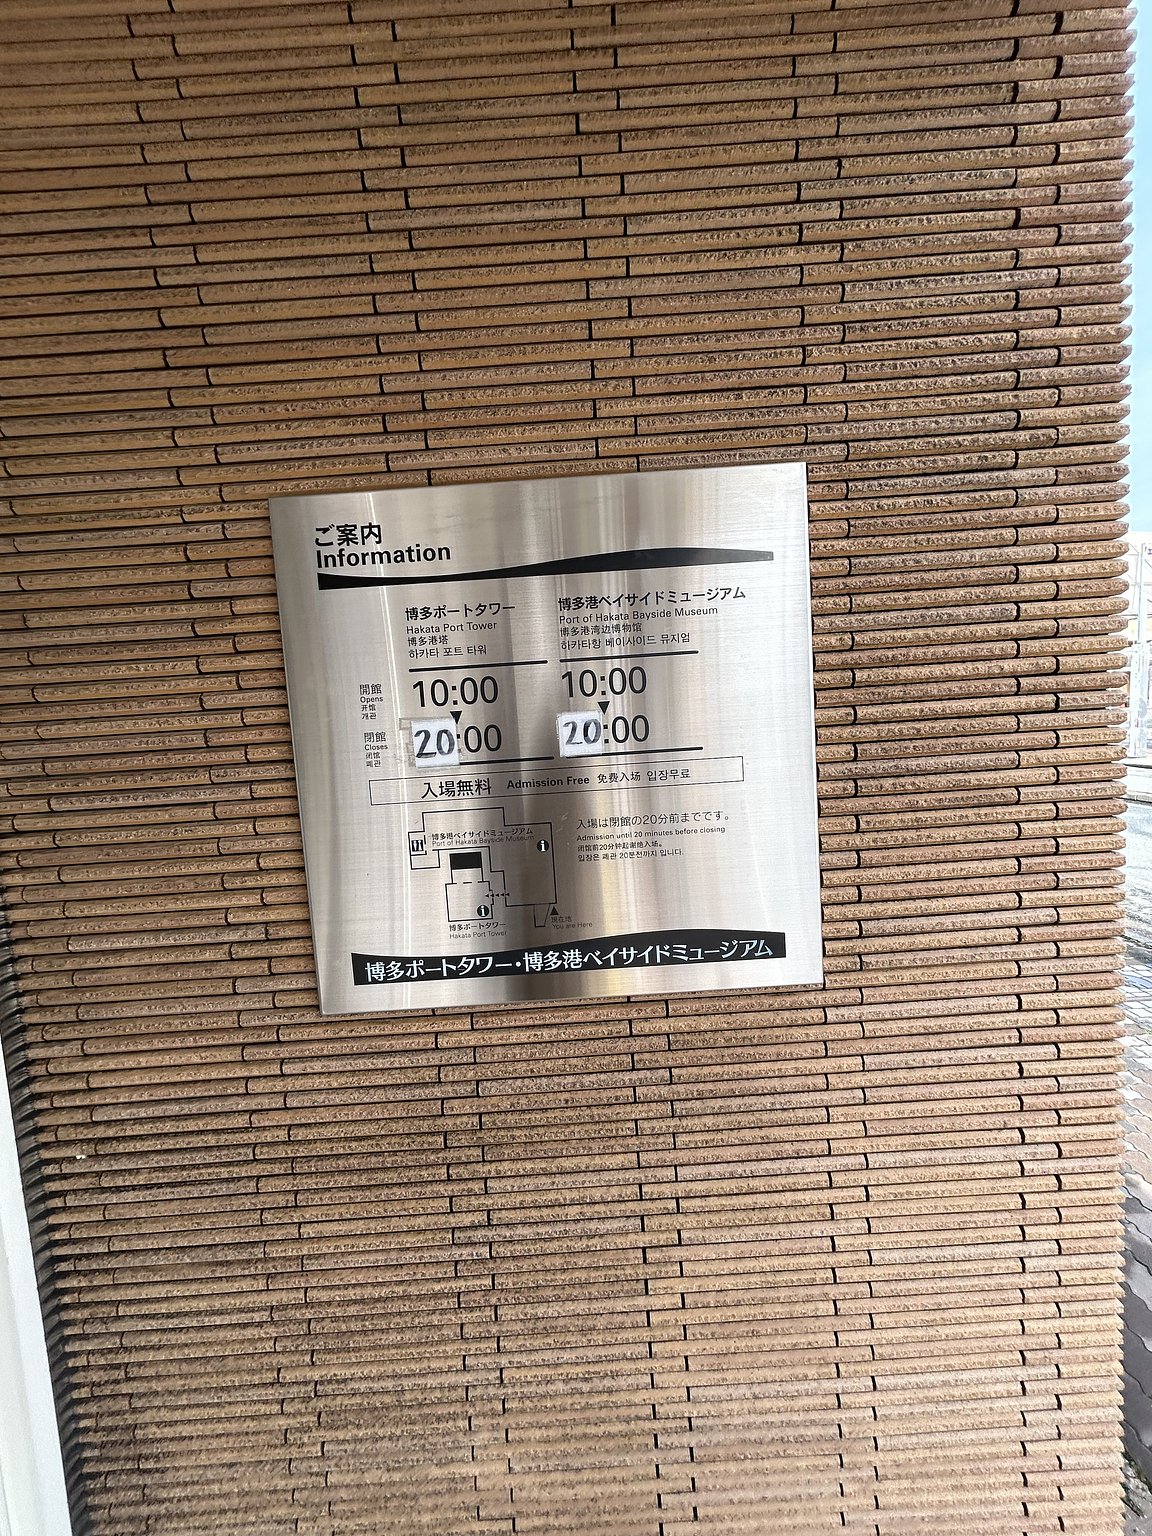 ご案内
Information
博多ポートタワー
Hakata Port Tower
博多港塔
하카타 포트 타워
博多港ベイサイドミュージアム
Port of Hakata Bayside Museum
博多港湾边博物馆
하카타항 베이사이드 뮤지엄
開館
Opens
开馆
개관
10:00
10:00
閉館
Closes
闭馆
폐관
20:00
20:00
入場無料 Admission Free 免费入场 입장무료
博多港ベイサイドミュージアム
Port of Hakata Bayside Museum
入場は閉館の20分前までです。
Admission until 20 minutes before closing
闭馆前20分钟起谢绝入场。
입장은 폐관 20분전까지 입니다.
現在地
You are Here
博多ポートタワー
Hakata Port Tower
博多ポートタワー・博多港ベイサイドミュージアム